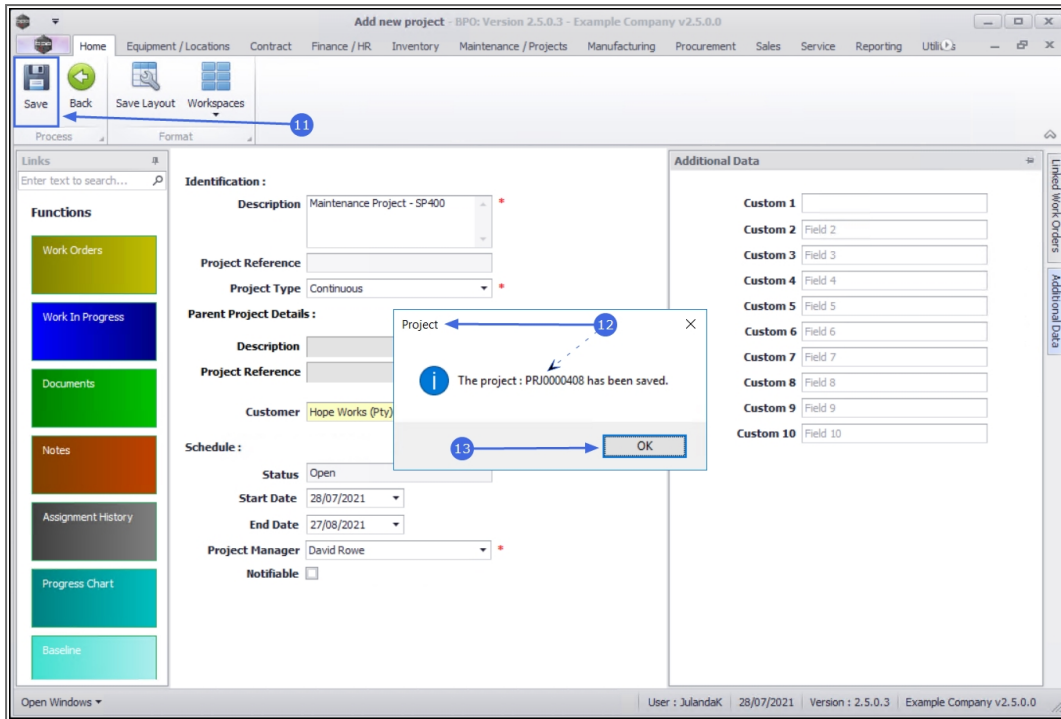 Add new project - BPO: Version 2.5.0.3 - Example Company v2.5.0.0
Home Equipment / Locations Contract Finance / HR Inventory Maintenance / Projects Manufacturing Procurement Sales Service Reporting
Save Back Save Layout Workspaces
11
Process Format
Links
Enter text to search...
Functions
Work Orders
Work In Progress
Documents
Notes
Assignment History
Progress Chart
Baseline
Identification :
Description Maintenance Project - SP400 *
Project Reference
Project Type Continuous *
Parent Project Details :
Description
Project Reference
Customer Hope Works (Pty)
Schedule :
Status Open
Start Date 28/07/2021
End Date 27/08/2021
Project Manager David Rowe *
Notifiable
Project
12
The project : PRJ0000408 has been saved.
13
OK
Additional Data
Custom 1
Custom 2 Field 2
Custom 3 Field 3
Custom 4 Field 4
Custom 5 Field 5
Custom 6 Field 6
Custom 7 Field 7
Custom 8 Field 8
Custom 9 Field 9
Custom 10 Field 10
Linked Work Orders
Additional Data
Open Windows
User : JulandaK 28/07/2021 Version : 2.5.0.3 Example Company v2.5.0.0